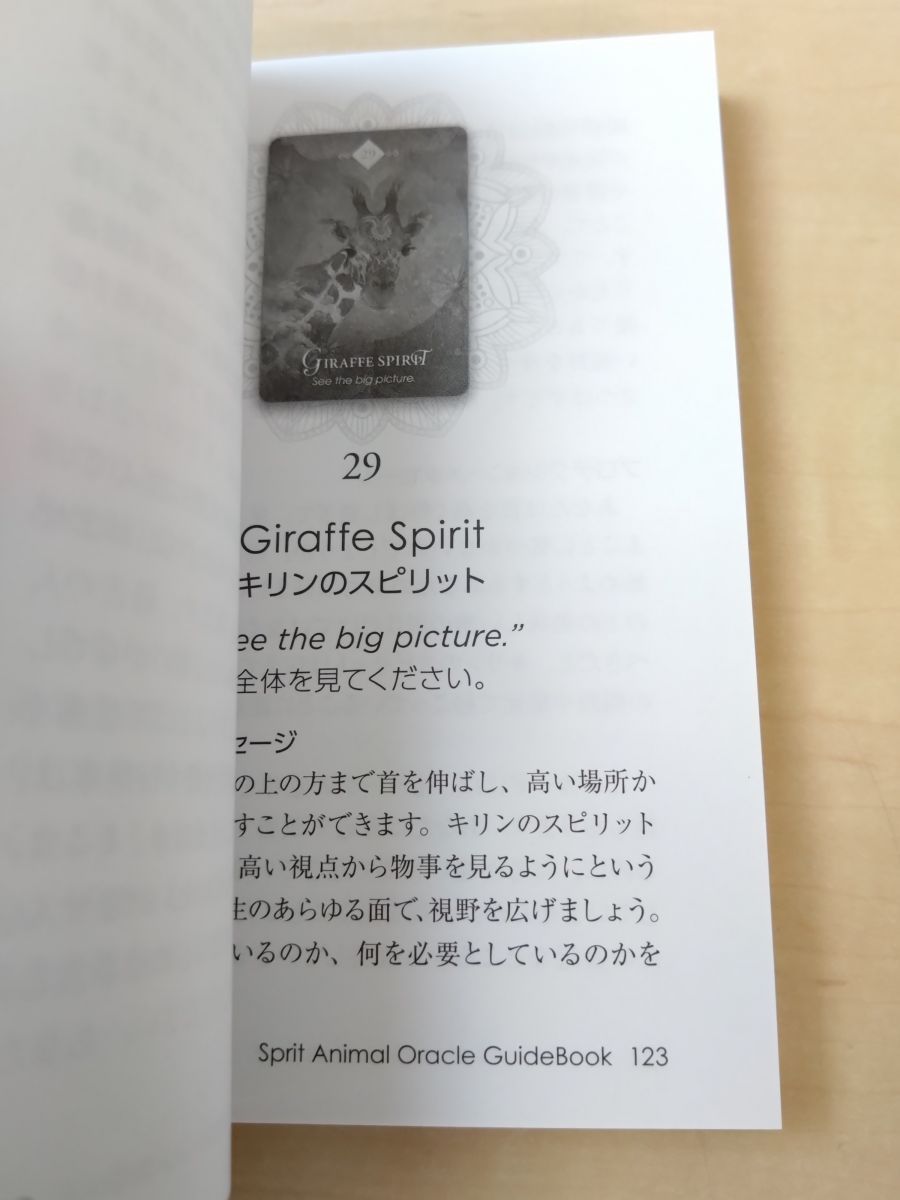 29
GIRAFFE SPIRIT
See the big picture.
29
Giraffe Spirit
キリンのスピリット
ee the big picture.”
全体を見てください。
セージ
の上の方まで首を伸ばし、高い場所か
すことができます。キリンのスピリット
高い視点から物事を見るようにという
生のあらゆる面で、視野を広げましょう。
いるのか、何を必要としているのかを
Sprit Animal Oracle GuideBook 123